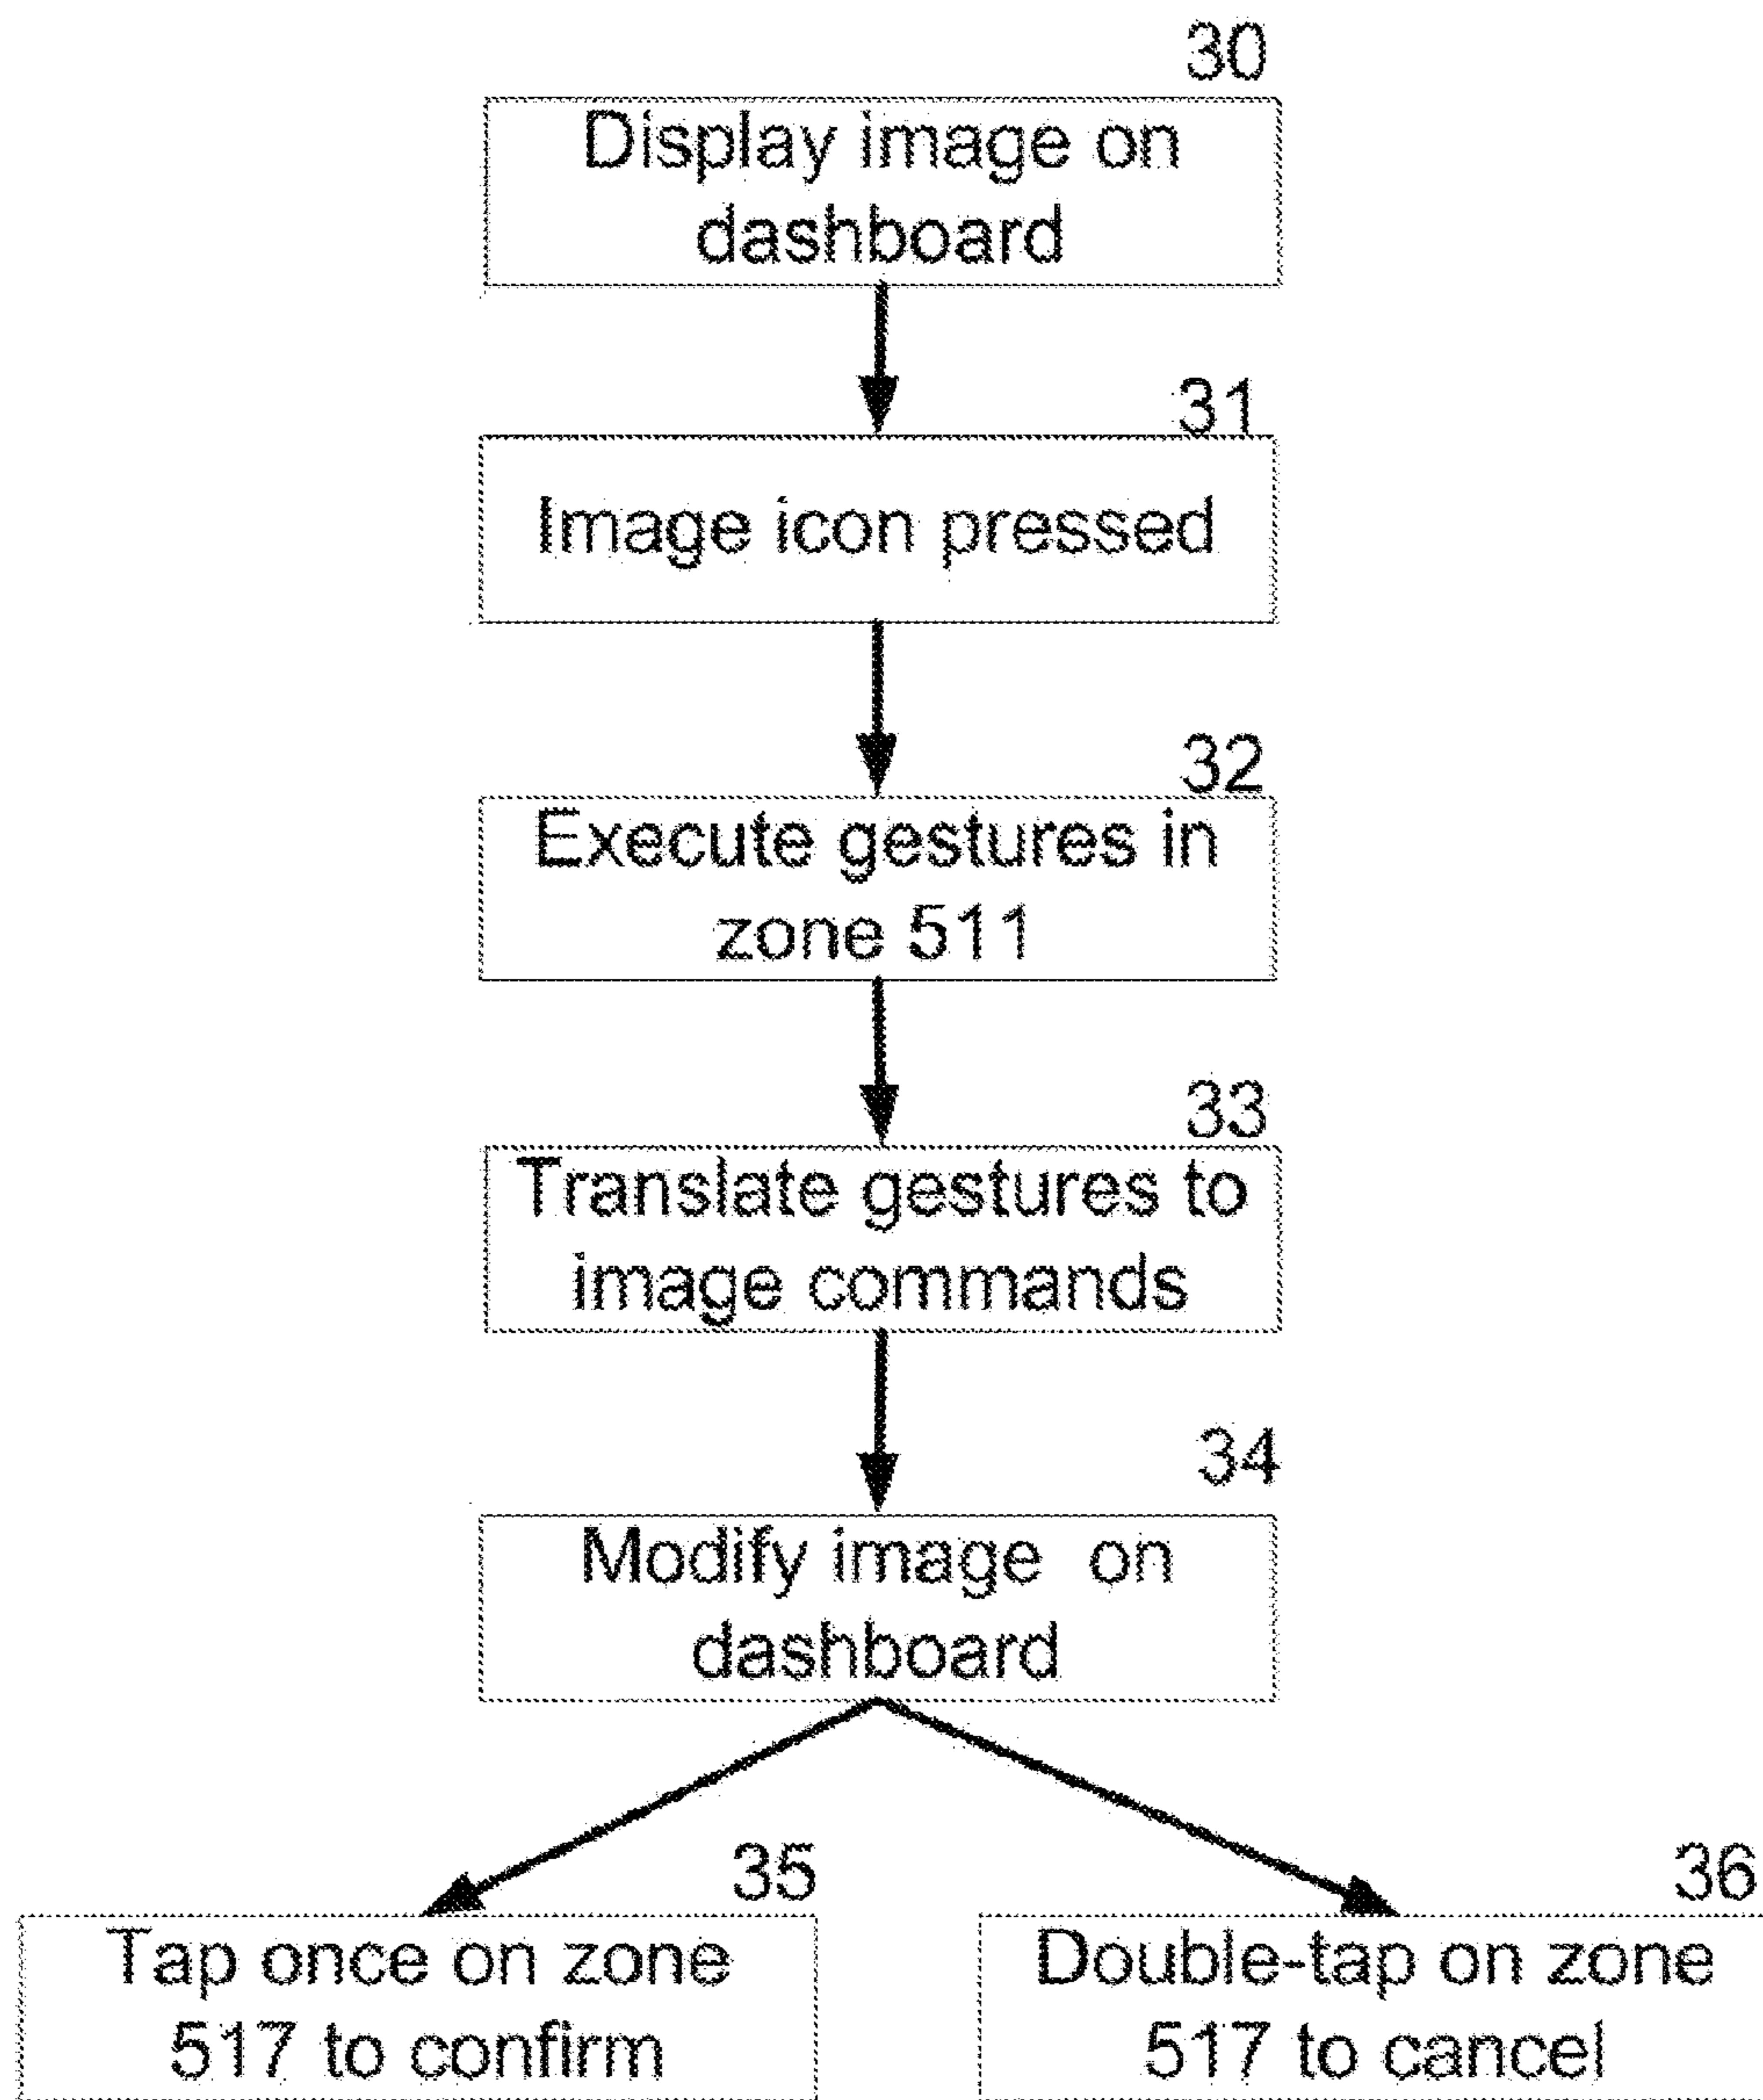 30
Display image on
dashboard
31
Image icon pressed
32
Execute gestures in
zone 511
33
Translate gestures to
image commands
34
Modify image on
dashboard
35
Tap once on zone
517 to confirm
36
Double-tap on zone
517 to cancel